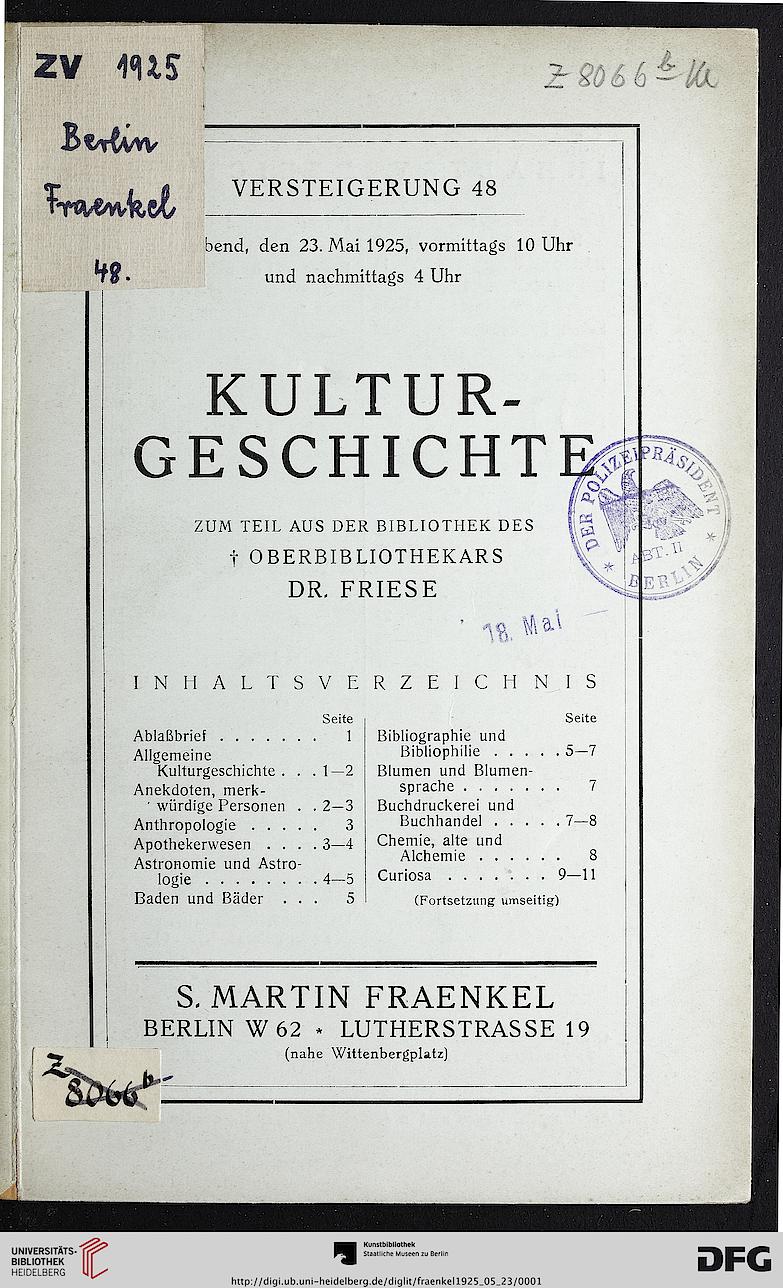 ZV 1925
Berlin
Fraenkel
48.
Z 8066 b
VERSTEIGERUNG 48
bend, den 23. Mai 1925, vormittags 10 Uhr
und nachmittags 4 Uhr
KULTUR-
GESCHICHTE
DER POLIZEIPRÄSIDENT
ABT. II
* BERLIN *
ZUM TEIL AUS DER BIBLIOTHEK DES
† OBERBIBLIOTHEKARS
DR. FRIESE
18. Mai
INHALTSVERZEICHNIS
Seite
Ablaßbrief . . . . . . . 1
Allgemeine
Kulturgeschichte . . . 1—2
Anekdoten, merk-
würdige Personen . . 2—3
Anthropologie . . . . . 3
Apothekerwesen . . . . 3—4
Astronomie und Astro-
logie . . . . . . . . 4—5
Baden und Bäder . . . 5
Seite
Bibliographie und
Bibliophilie . . . . . 5—7
Blumen und Blumen-
sprache . . . . . . . 7
Buchdruckerei und
Buchhandel . . . . . 7—8
Chemie, alte und
Alchemie . . . . . . 8
Curiosa . . . . . . . 9—11
(Fortsetzung umseitig)
S. MARTIN FRAENKEL
BERLIN W 62 * LUTHERSTRASSE 19
(nahe Wittenbergplatz)
Z
8066 b
UNIVERSITÄTS-
BIBLIOTHEK
HEIDELBERG
Kunstbibliothek
Staatliche Museen zu Berlin
http://digi.ub.uni-heidelberg.de/diglit/fraenkel1925_05_23/0001
DFG